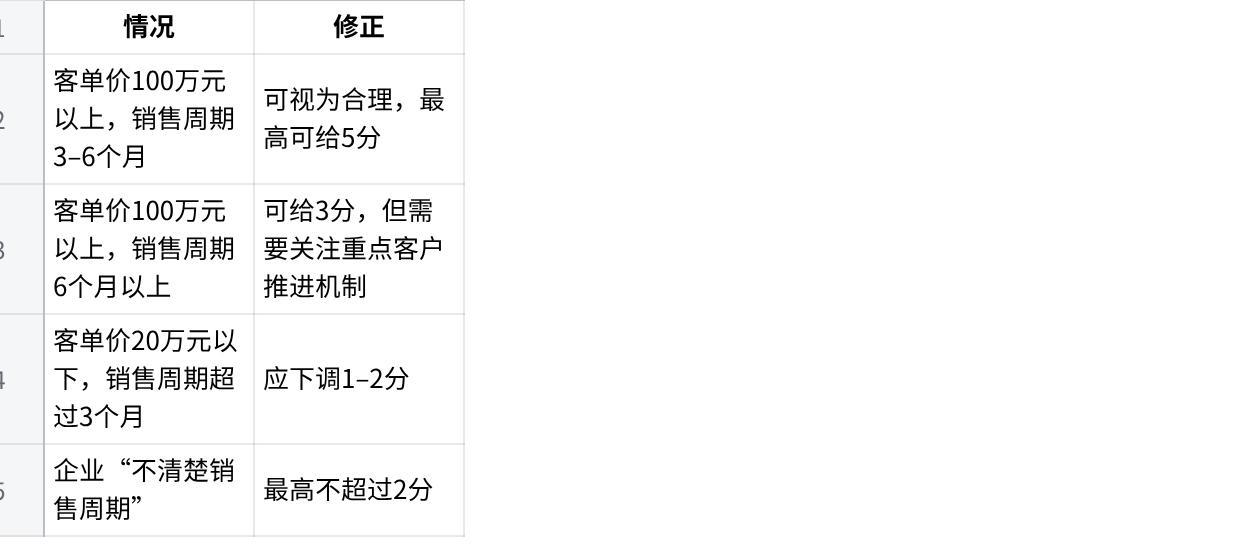 1 情况 修正
2 客单价100万元
以上，销售周期
3–6个月
可视为合理，最
高可给5分
3 客单价100万元
以上，销售周期
6个月以上
可给3分，但需
要关注重点客户
推进机制
4 客单价20万元以
下，销售周期超
过3个月
应下调1–2分
5 企业“不清楚销
售周期”
最高不超过2分